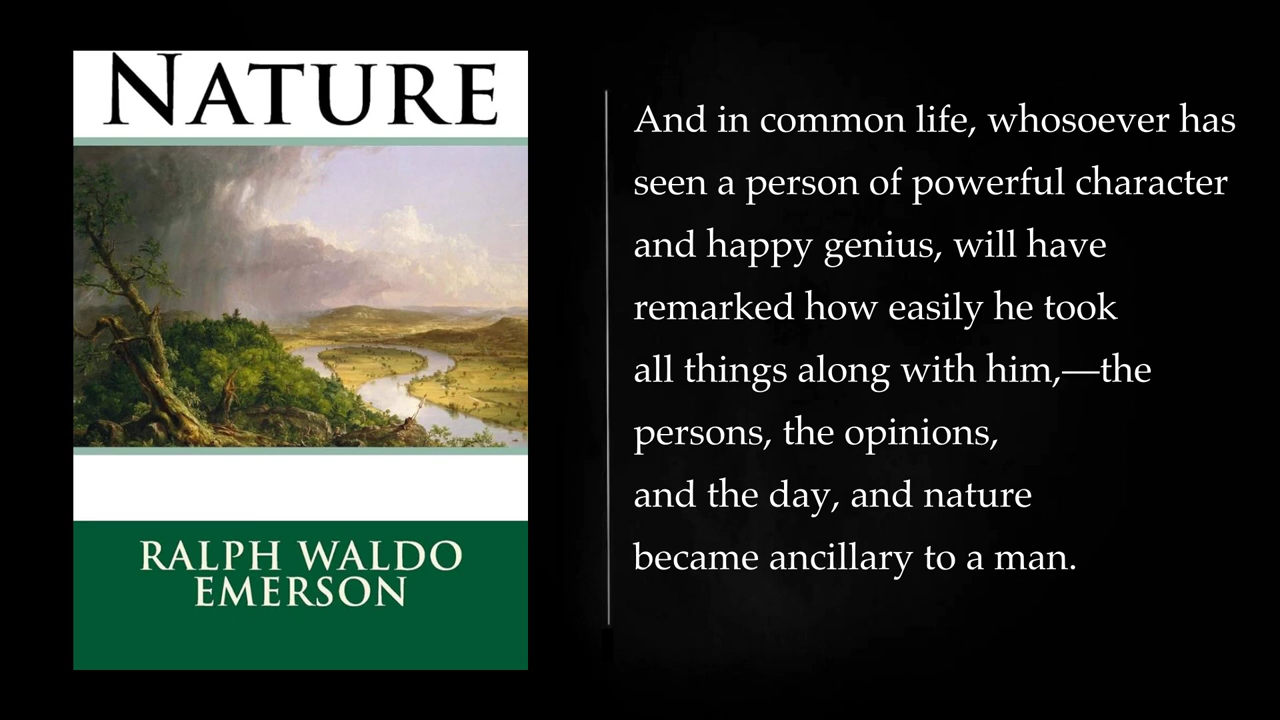 NATURE
RALPH WALDO
EMERSON
And in common life, whosoever has
seen a person of powerful character
and happy genius, will have
remarked how easily he took
all things along with him,—the
persons, the opinions,
and the day, and nature
became ancillary to a man.